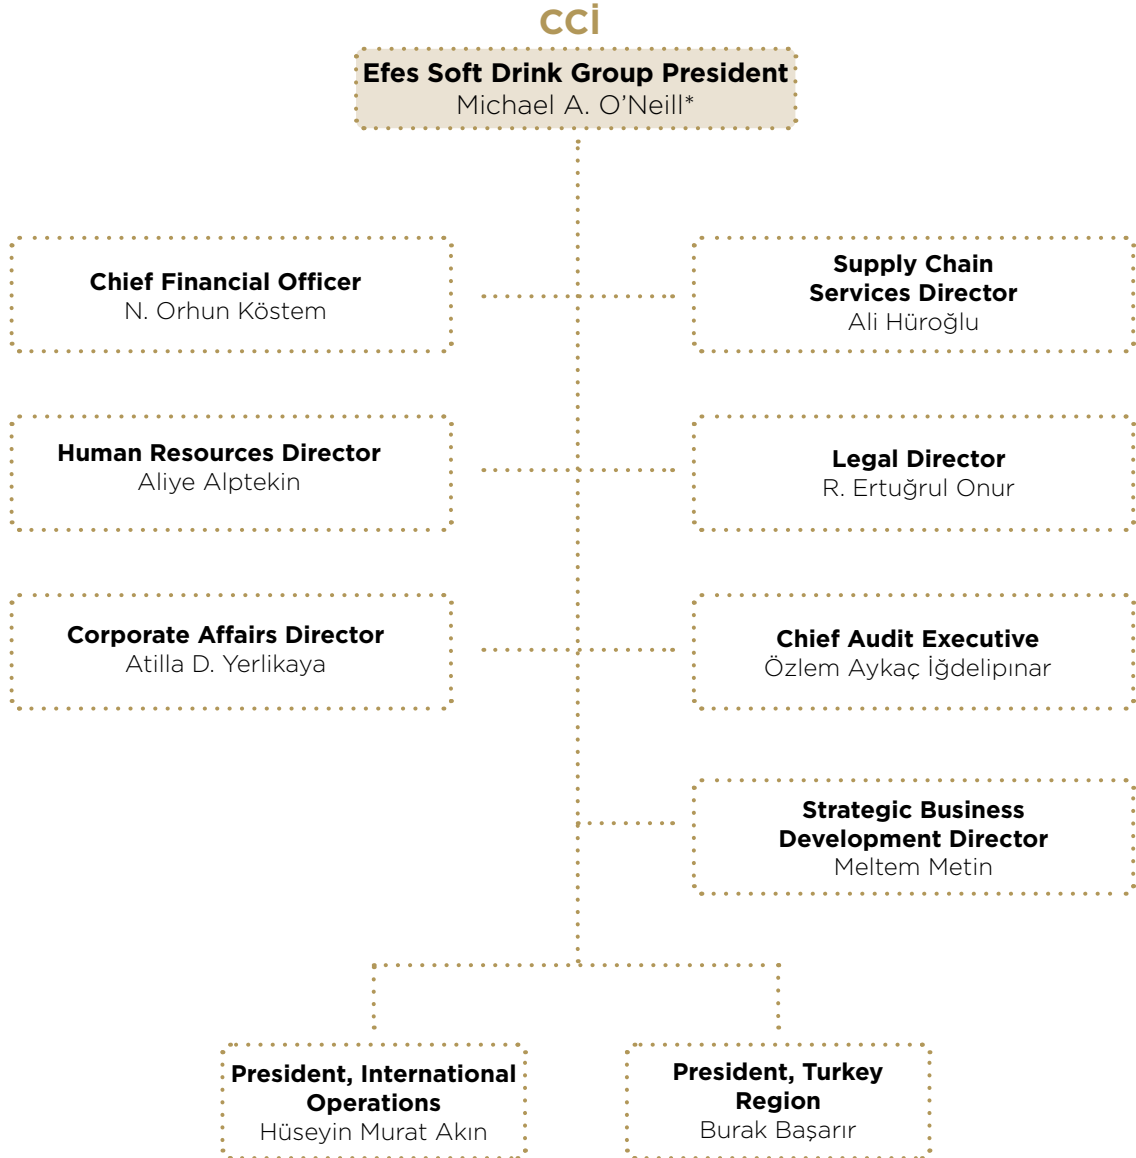 CCİ
Efes Soft Drink Group President
Michael A. O’Neill*
Chief Financial Officer
N. Orhun Köstem
Supply Chain
Services Director
Ali Hüroğlu
Human Resources Director
Aliye Alptekin
Legal Director
R. Ertuğrul Onur
Corporate Affairs Director
Atilla D. Yerlikaya
Chief Audit Executive
Özlem Aykaç İğdelipınar
Strategic Business
Development Director
Meltem Metin
President, International
Operations
Hüseyin Murat Akın
President, Turkey
Region
Burak Başarır